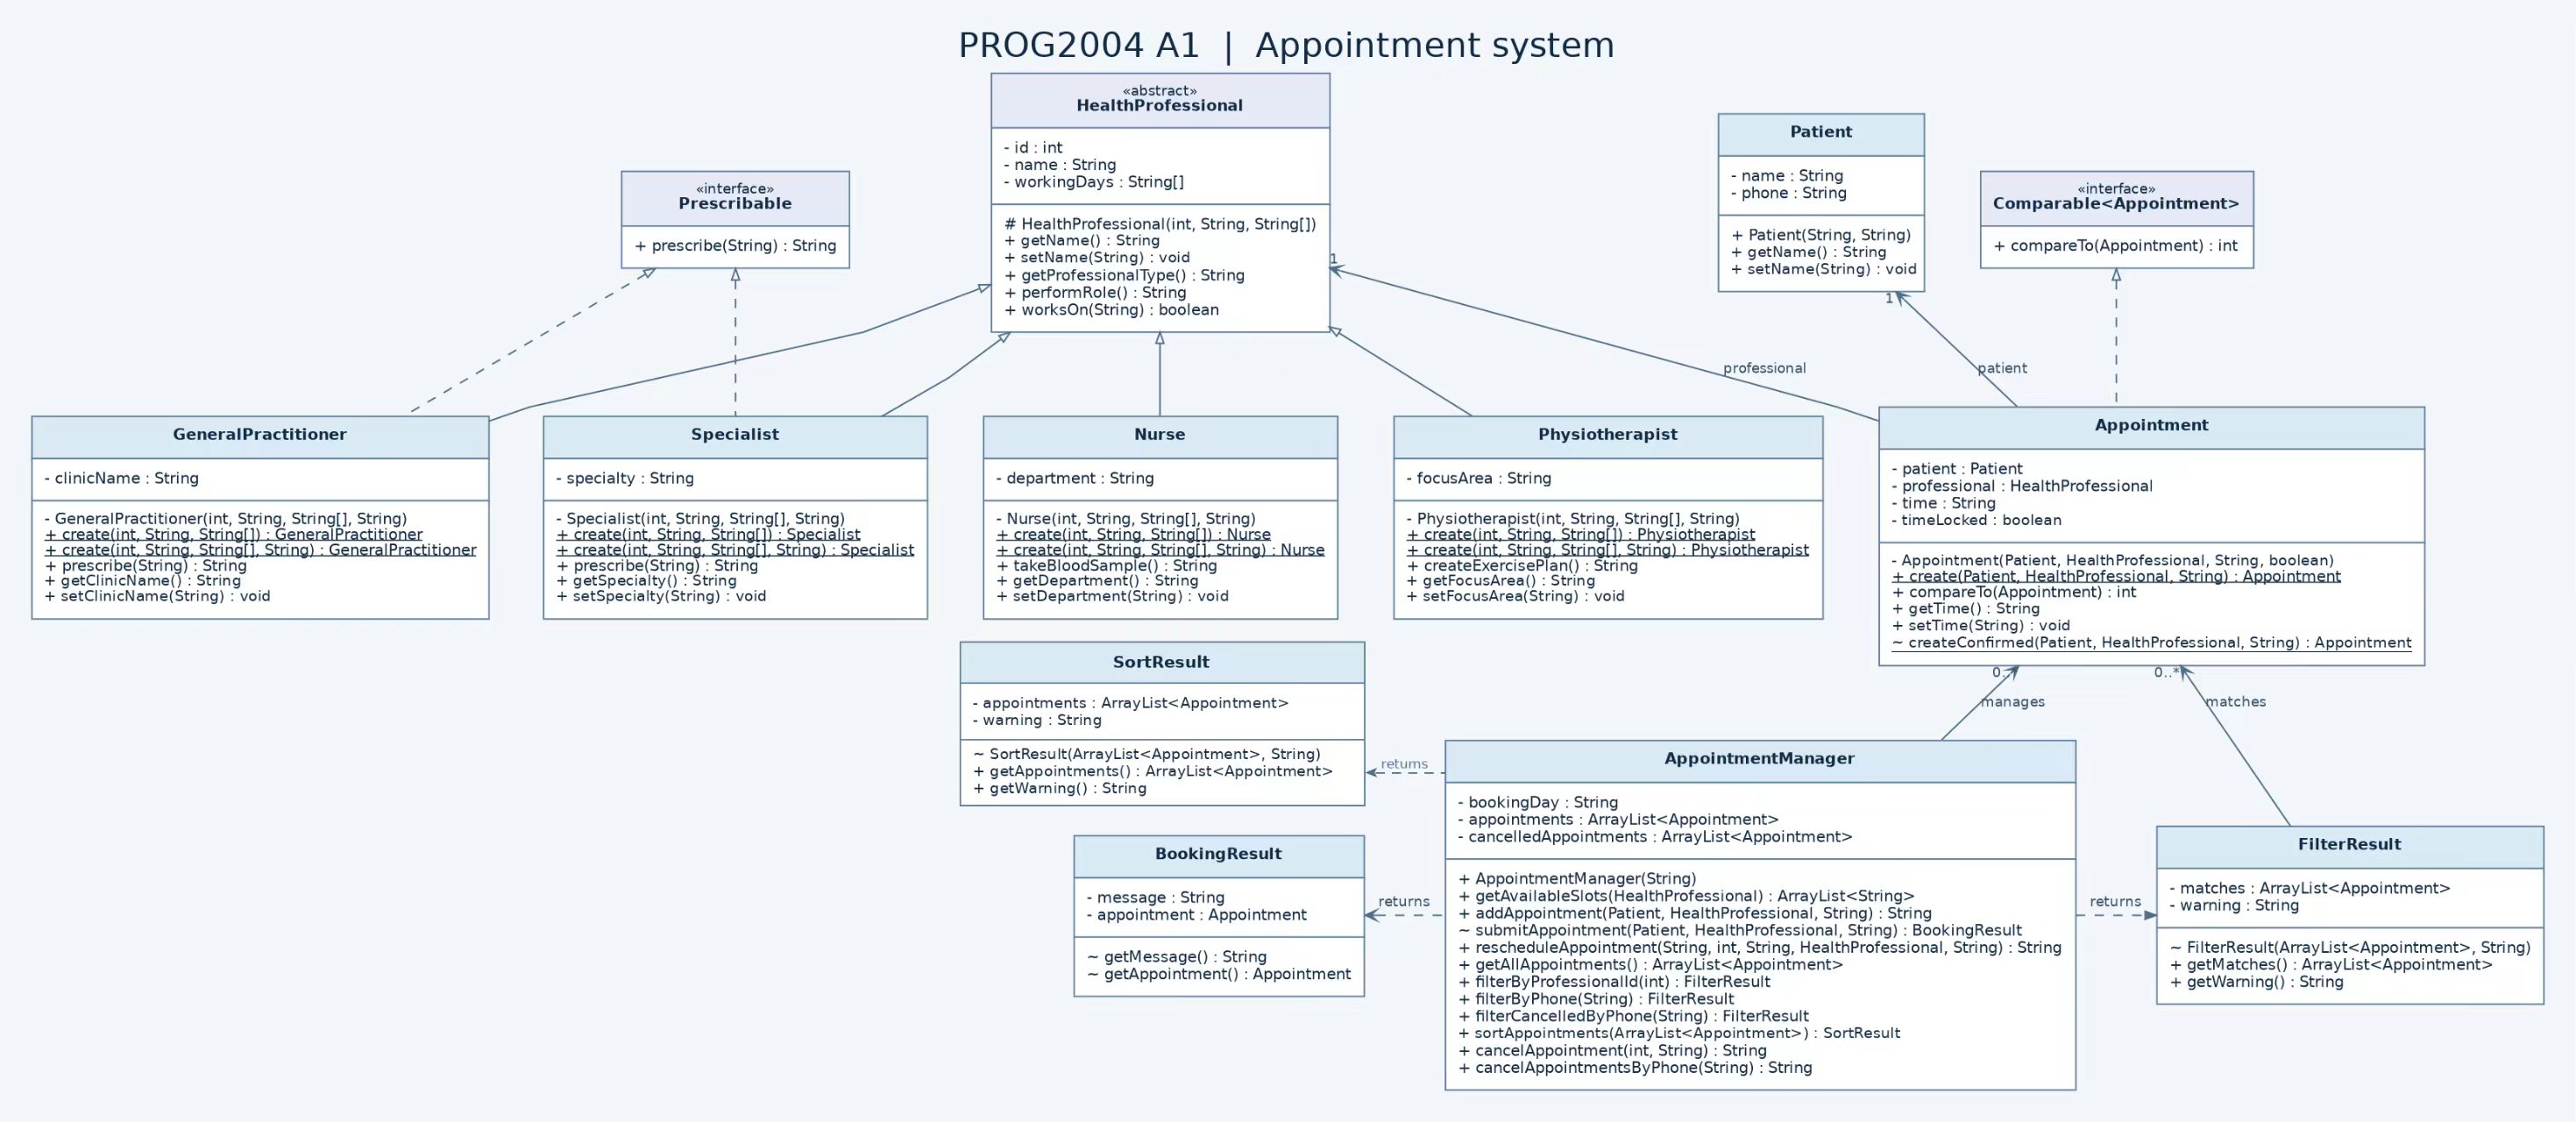 PROG2004 A1 | Appointment system
«abstract»
HealthProfessional
- id : int
- name : String
- workingDays : String[]
# HealthProfessional(int, String, String[])
+ getName() : String
+ setName(String) : void
+ getProfessionalType() : String
+ performRole() : String
+ worksOn(String) : boolean
«interface»
Prescribable
+ prescribe(String) : String
Patient
- name : String
- phone : String
+ Patient(String, String)
+ getName() : String
+ setName(String) : void
«interface»
Comparable<Appointment>
+ compareTo(Appointment) : int
1
1
professional
patient
GeneralPractitioner
- clinicName : String
- GeneralPractitioner(int, String, String[], String)
+ create(int, String, String[]) : GeneralPractitioner
+ create(int, String, String[], String) : GeneralPractitioner
+ prescribe(String) : String
+ getClinicName() : String
+ setClinicName(String) : void
Specialist
- specialty : String
- Specialist(int, String, String[], String)
+ create(int, String, String[]) : Specialist
+ create(int, String, String[], String) : Specialist
+ prescribe(String) : String
+ getSpecialty() : String
+ setSpecialty(String) : void
Nurse
- department : String
- Nurse(int, String, String[], String)
+ create(int, String, String[]) : Nurse
+ create(int, String, String[], String) : Nurse
+ takeBloodSample() : String
+ getDepartment() : String
+ setDepartment(String) : void
Physiotherapist
- focusArea : String
- Physiotherapist(int, String, String[], String)
+ create(int, String, String[]) : Physiotherapist
+ create(int, String, String[], String) : Physiotherapist
+ createExercisePlan() : String
+ getFocusArea() : String
+ setFocusArea(String) : void
Appointment
- patient : Patient
- professional : HealthProfessional
- time : String
- timeLocked : boolean
- Appointment(Patient, HealthProfessional, String, boolean)
+ create(Patient, HealthProfessional, String) : Appointment
+ compareTo(Appointment) : int
+ getTime() : String
+ setTime(String) : void
~ createConfirmed(Patient, HealthProfessional, String) : Appointment
0..*
manages
matches
SortResult
- appointments : ArrayList<Appointment>
- warning : String
~ SortResult(ArrayList<Appointment>, String)
+ getAppointments() : ArrayList<Appointment>
+ getWarning() : String
returns
AppointmentManager
- bookingDay : String
- appointments : ArrayList<Appointment>
- cancelledAppointments : ArrayList<Appointment>
+ AppointmentManager(String)
+ getAvailableSlots(HealthProfessional) : ArrayList<String>
+ addAppointment(Patient, HealthProfessional, String) : String
~ submitAppointment(Patient, HealthProfessional, String) : BookingResult
+ rescheduleAppointment(String, int, String, HealthProfessional, String) : String
+ getAllAppointments() : ArrayList<Appointment>
+ filterByProfessionalId(int) : FilterResult
+ filterByPhone(String) : FilterResult
+ filterCancelledByPhone(String) : FilterResult
+ sortAppointments(ArrayList<Appointment>) : SortResult
+ cancelAppointment(int, String) : String
+ cancelAppointmentsByPhone(String) : String
BookingResult
- message : String
- appointment : Appointment
~ getMessage() : String
~ getAppointment() : Appointment
returns
returns
FilterResult
- matches : ArrayList<Appointment>
- warning : String
~ FilterResult(ArrayList<Appointment>, String)
+ getMatches() : ArrayList<Appointment>
+ getWarning() : String